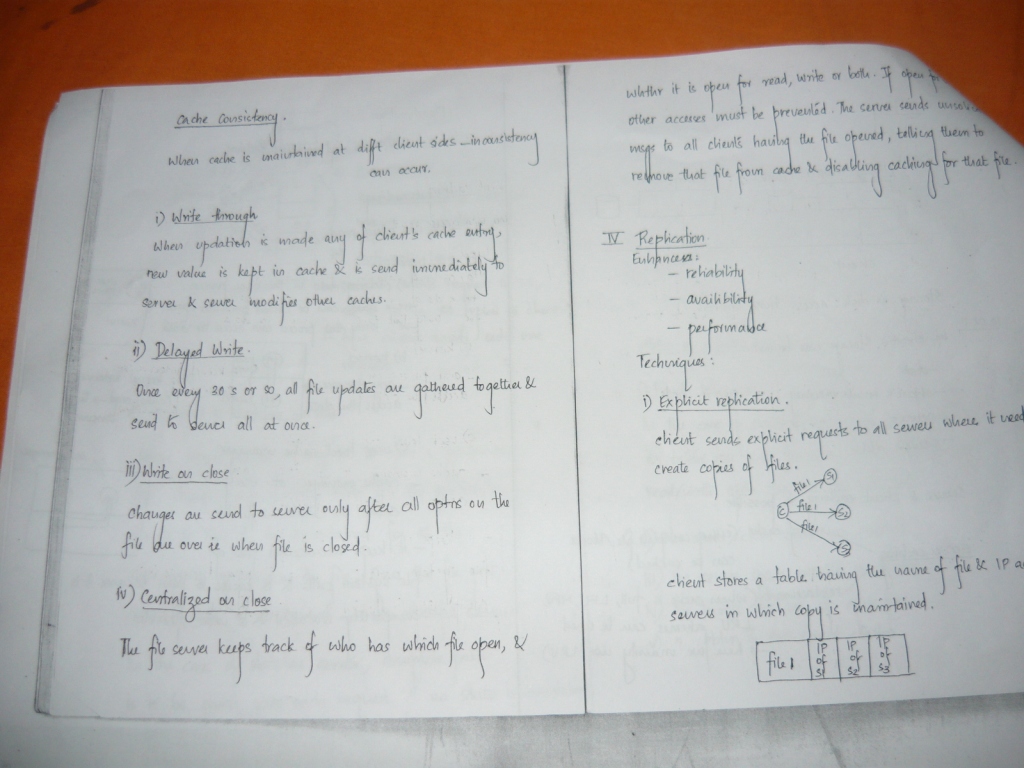 Cache Consistency.
When cache is maintained at difft client sides - inconsistency
can occur.
i) Write through
When updation is made any of client's cache entry,
new value is kept in cache & is send immediately to
server & server modifies other caches.
ii) Delayed Write.
Once every 30 s or so, all file updates are gathered together &
send to server all at once.
iii) Write on close
Changes are send to server only after all optns on the
file are over ie when file is closed.
iv) Centralized on close
The file server keeps track of who has which file open, &
whethr it is open for read, write or both. If open for
other accesses must be prevented. The server sends
msgs to all clients having the file opened, telling them to
remove that file from cache & disabling caching for that file.
IV Replication
Enhances:
- reliability
- availibility
- performance
Techniques:
i) Explicit replication.
client sends explicit requests to all servers where it need
create copies of files.
file1 S1
C file1 S2
file1 S3
client stores a table having the name of file & IP
servers in which copy is maintained.
file1 IP of S1 IP of S2 IP of S3